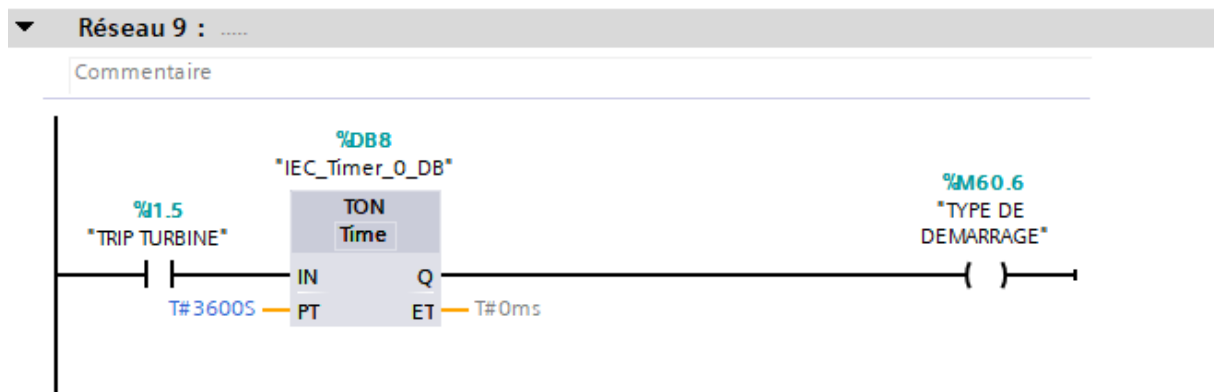 Réseau 9 : .....
Commentaire
%DB8
"IEC_Timer_0_DB"
%I1.5
"TRIP TURBINE"
TON
Time
%M60.6
"TYPE DE
DEMARRAGE"
IN Q
T#3600S PT ET T#0ms